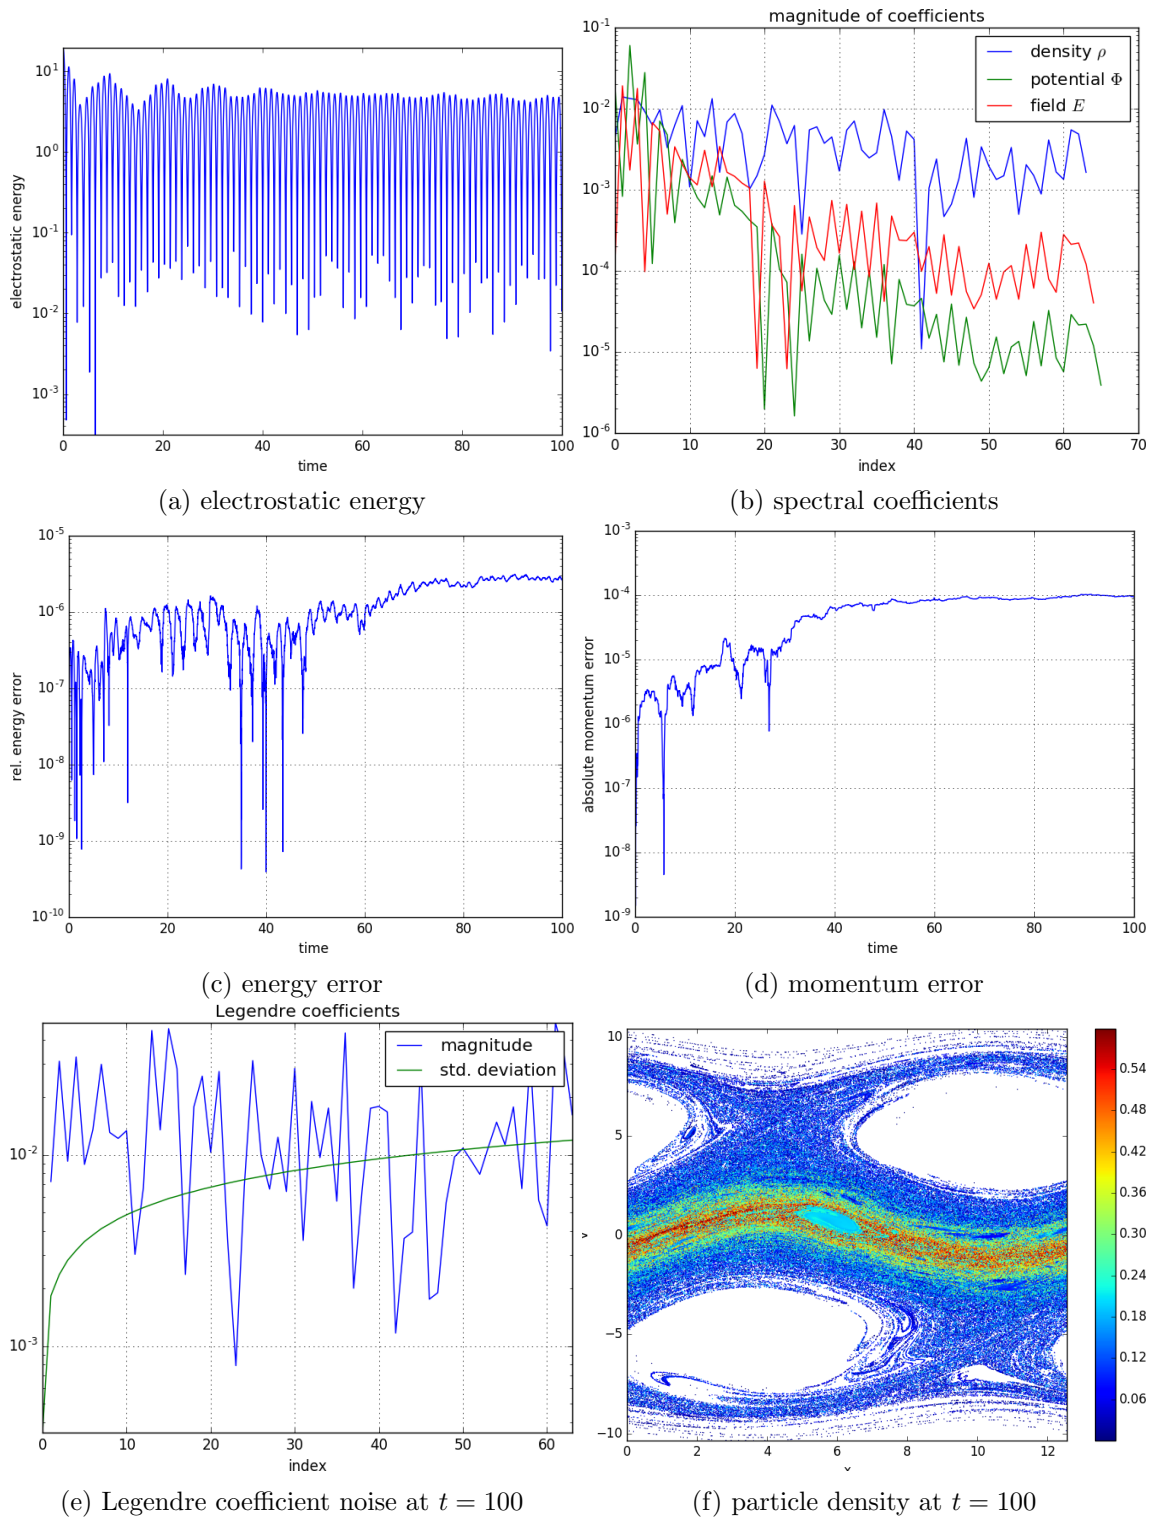 magnitude of coefficients
density ρ
potential Φ
field E
10^1
10^0
10^-1
10^-2
10^-3
electrostatic energy
0 20 40 60 80 100
time
10^-1
10^-2
10^-3
10^-4
10^-5
10^-6
0 10 20 30 40 50 60 70
index
(a) electrostatic energy
(b) spectral coefficients
10^-5
10^-6
10^-7
10^-8
10^-9
10^-10
rel. energy error
0 20 40 60 80 100
time
10^-3
10^-4
10^-5
10^-6
10^-7
10^-8
10^-9
absolute momentum error
0 20 40 60 80 100
time
(c) energy error
(d) momentum error
Legendre coefficients
magnitude
std. deviation
10^-2
10^-3
0 10 20 30 40 50 60
index
10
5
0
−5
−10
0 2 4 6 8 10 12
0.54
0.48
0.42
0.36
0.30
0.24
0.18
0.12
0.06
(e) Legendre coefficient noise at t = 100
(f) particle density at t = 100